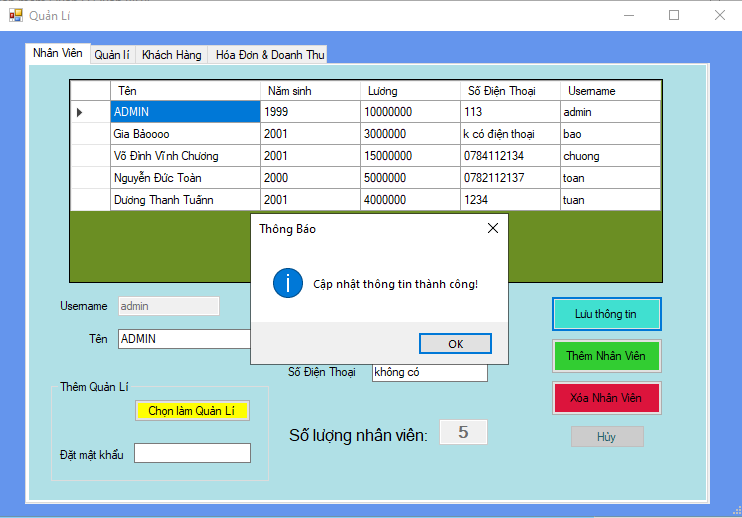 Quản Lí
Nhân Viên Quản lí Khách Hàng Hóa Đơn & Doanh Thu
Tên Năm sinh Lương Số Điện Thoại Username
ADMIN 1999 10000000 113 admin
Gia Bảoooo 2001 3000000 k có điện thoại bao
Võ Đình Vĩnh Chương 2001 15000000 0784112134 chuong
Nguyễn Đức Toàn 2000 5000000 0782112137 toan
Dương Thanh Tuấnn 2001 4000000 1234 tuan
Thông Báo
Cập nhật thông tin thành công!
OK
Username admin
Tên ADMIN
Số Điện Thoại không có
Lưu thông tin
Thêm Nhân Viên
Xóa Nhân Viên
Hủy
Thêm Quản Lí
Chọn làm Quản Lí
Đặt mật khẩu
Số lượng nhân viên: 5